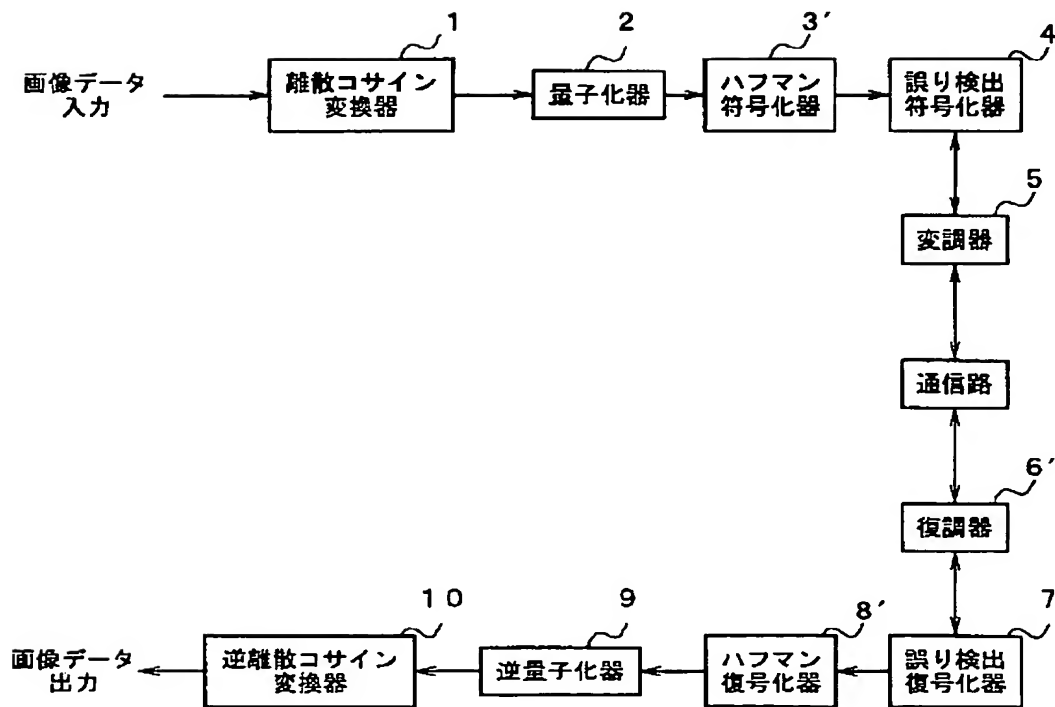 1
2
3′
4
画像データ
入力
離散コサイン
変換器
量子化器
ハフマン
符号化器
誤り検出
符号化器
5
変調器
通信路
6′
復調器
10
9
8′
7
画像データ
出力
逆離散コサイン
変換器
逆量子化器
ハフマン
復号化器
誤り検出
復号化器